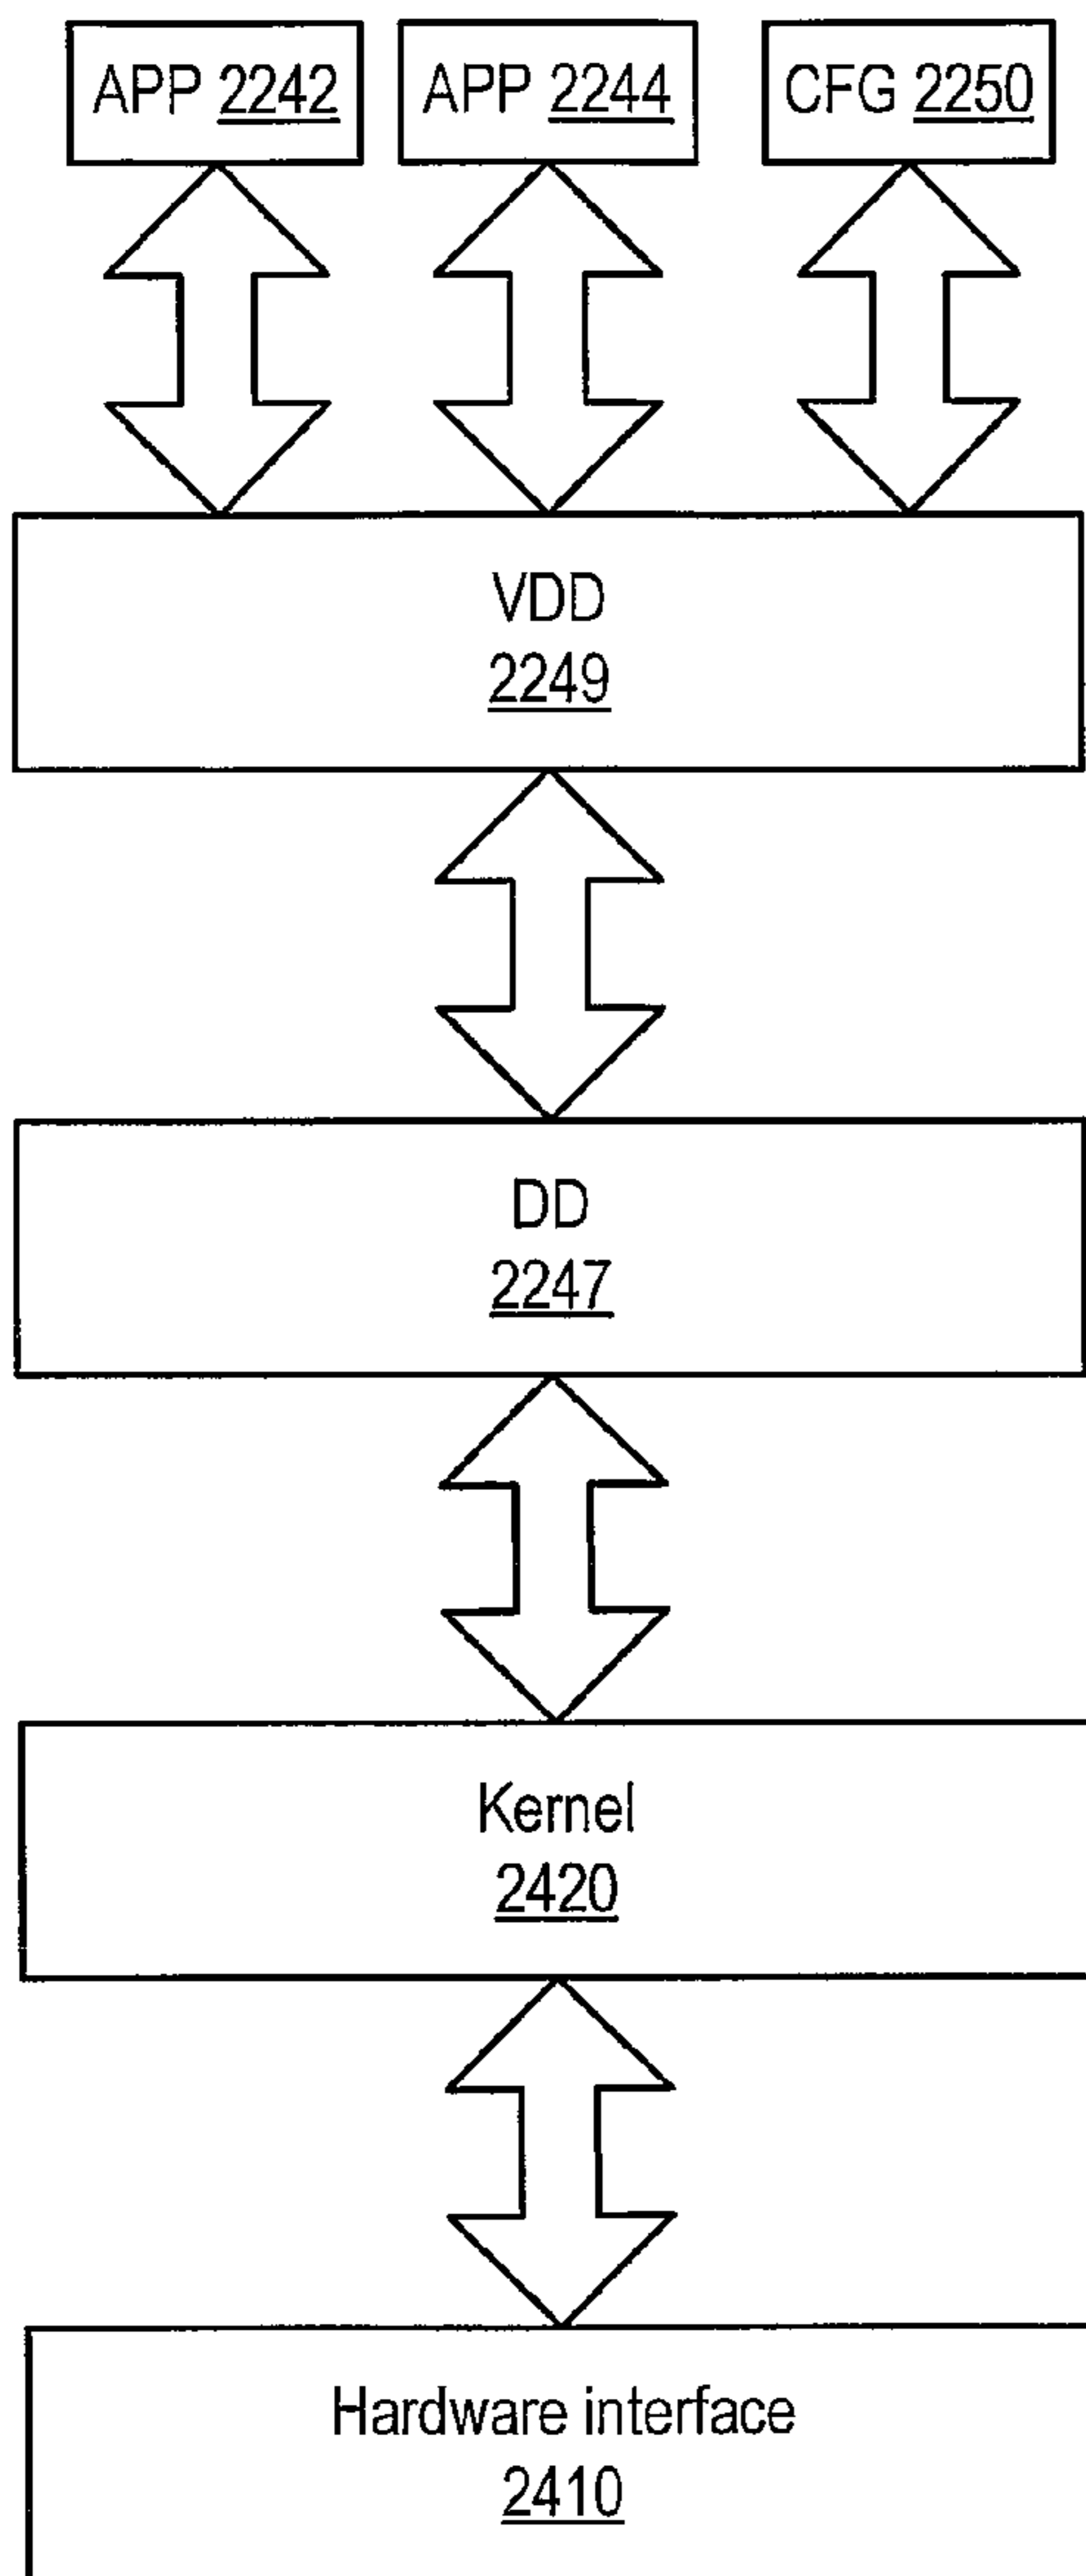 APP 2242
APP 2244
CFG 2250
VDD
2249
DD
2247
Kernel
2420
Hardware interface
2410